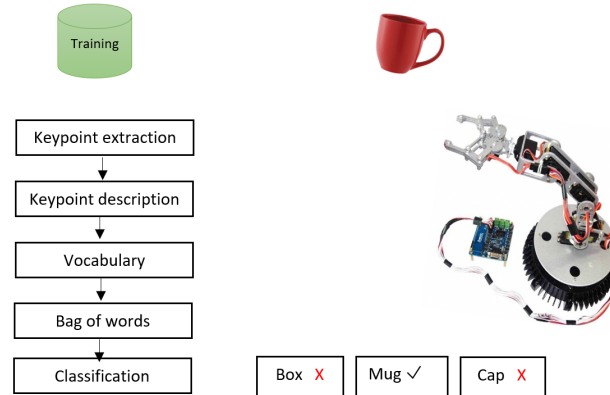 Training
Keypoint extraction
Keypoint description
Vocabulary
Bag of words
Classification
Box X
Mug ✓
Cap X